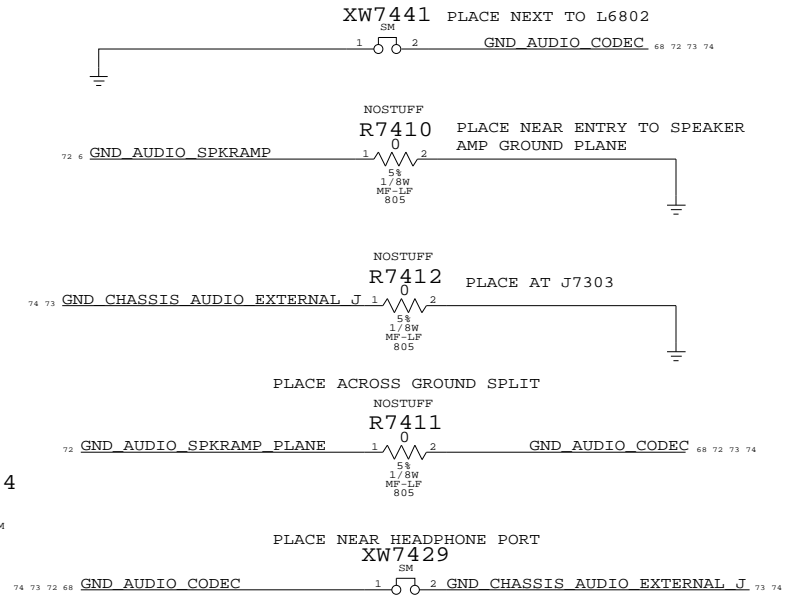 XW7441 PLACE NEXT TO L6802
SM
1 2 GND_AUDIO_CODEC 68 72 73 74
NOSTUFF
R7410 PLACE NEAR ENTRY TO SPEAKER
0 AMP GROUND PLANE
72 6 GND_AUDIO_SPKRAMP 1 2
5%
1/8W
MF-LF
805
NOSTUFF
R7412 PLACE AT J7303
0
74 73 GND_CHASSIS_AUDIO_EXTERNAL_J 1 2
5%
1/8W
MF-LF
805
PLACE ACROSS GROUND SPLIT
NOSTUFF
R7411
0
72 GND_AUDIO_SPKRAMP_PLANE 1 2 GND_AUDIO_CODEC 68 72 73 74
5%
1/8W
MF-LF
805
4
M
PLACE NEAR HEADPHONE PORT
XW7429
SM
74 73 72 68 GND_AUDIO_CODEC 1 2 GND_CHASSIS_AUDIO_EXTERNAL_J 73 74